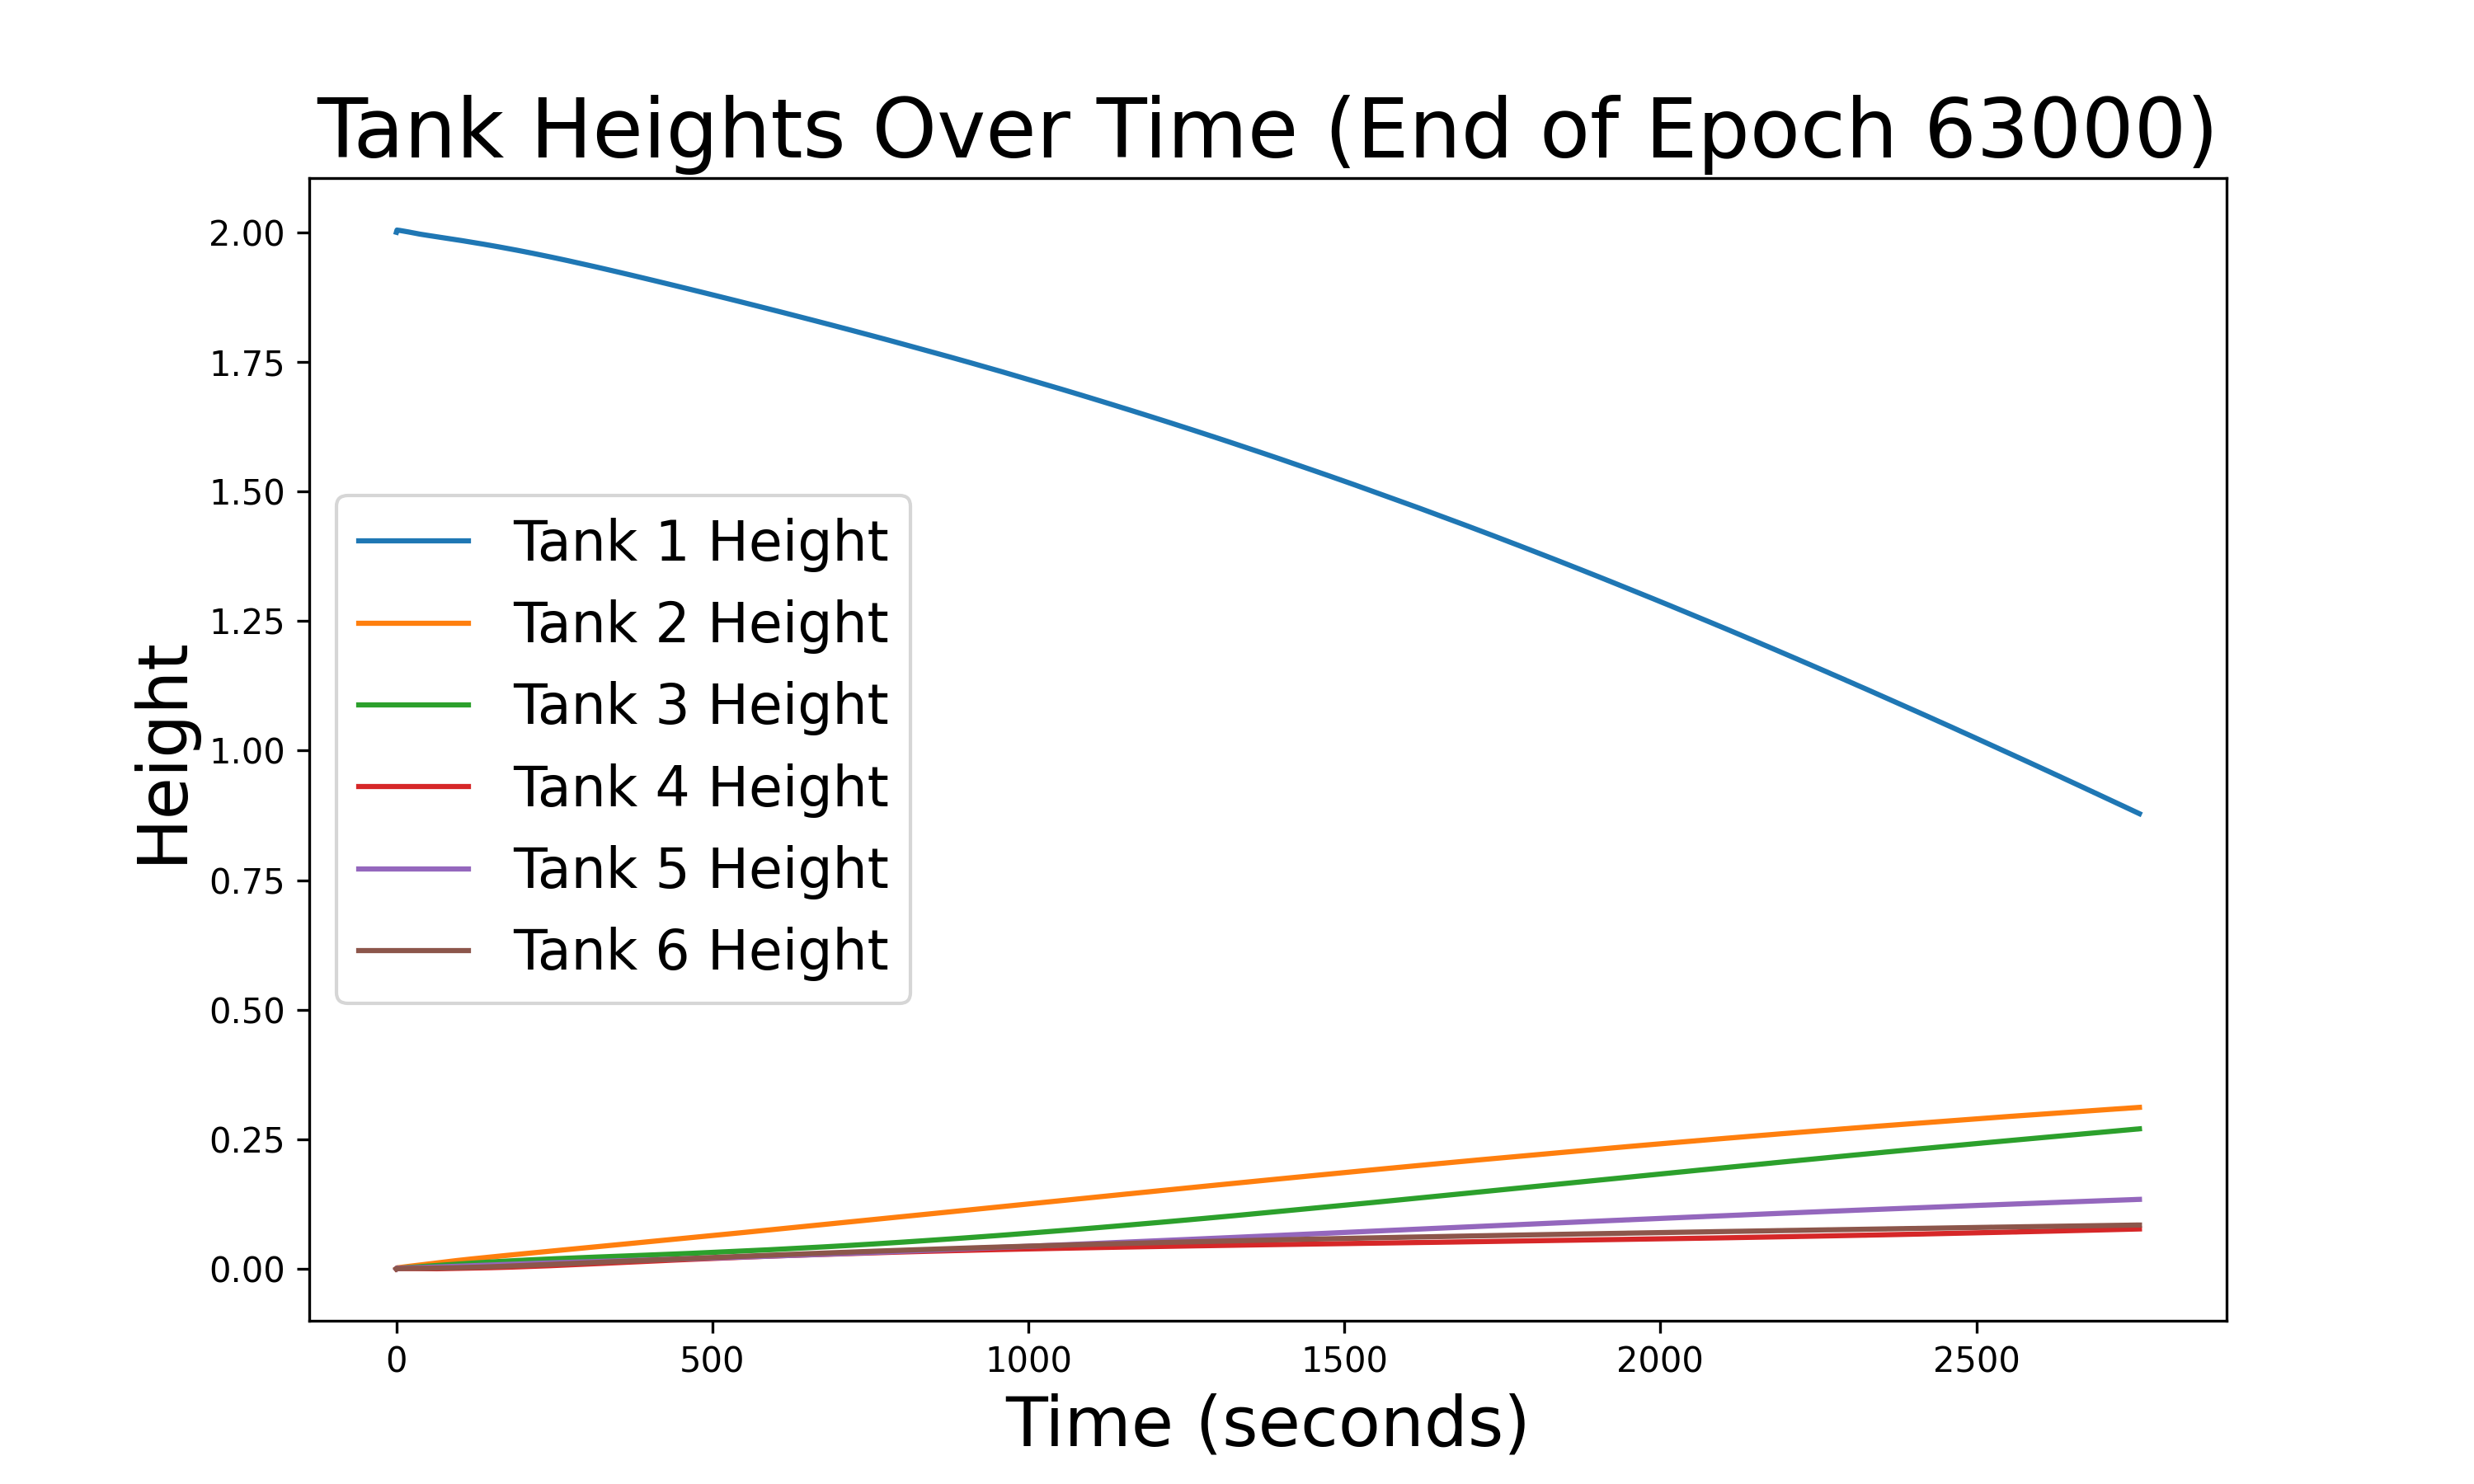 Tank Heights Over Time (End of Epoch 63000)
Height
2.00
1.75
1.50
1.25
1.00
0.75
0.50
0.25
0.00
Tank 1 Height
Tank 2 Height
Tank 3 Height
Tank 4 Height
Tank 5 Height
Tank 6 Height
0 500 1000 1500 2000 2500
Time (seconds)